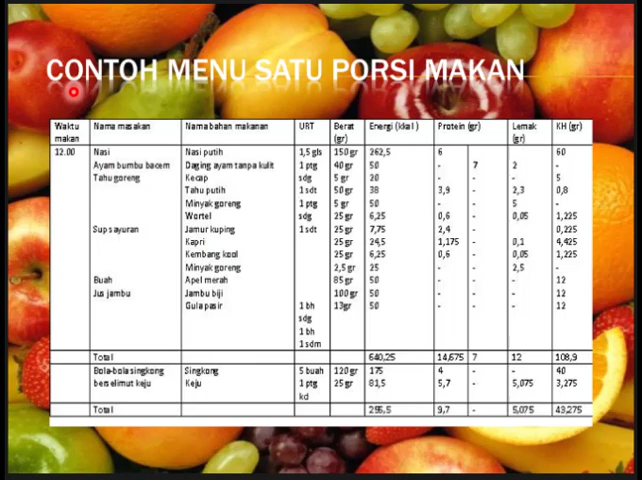 CONTOH MENU SATU PORSI MAKAN
Waktu makan Nama masakan Nama bahan makanan URT Berat (gr) Energi (kkal) Protein (gr) Lemak (gr) KH (gr)
12.00 Nasi Nasi putih 1,5 gls 150 gr 262,5 6 60
Ayam bumbu bacem Daging ayam tanpa kulit 1 ptg 40 gr 50 - 7 2 -
Tahu goreng Kecap sdg 5 gr 20 - - - 5
Tahu putih 1 sdt 50 gr 38 3,9 - 2,3 0,8
Minyak goreng 1 ptg 5 gr 50 - - 5 -
Wortel sdg 25 gr 6,25 0,6 - 0,05 1,225
Sup sayuran Jamur kuping 1 sdt 25 gr 7,75 2,4 - 0,225
Kapri 25 gr 24,5 1,175 - 0,1 4,425
Kembang kool 25 gr 6,25 0,6 - 0,05 1,225
Minyak goreng 2,5 gr 25 - - 2,5 -
Buah Apel merah 85 gr 50 - - - 12
Jus jambu Jambu biji 100 gr 50 - - - 12
Gula pasir 1 bh 13 gr 50 - - - 12
sdg
1 bh
1 sdm
Total 640,25 14,675 7 12 108,9
Bola-bola singkong Singkong 5 buah 120 gr 175 4 - - 40
berselimut keju Keju 1 ptg 25 gr 81,5 5,7 - 5,075 3,275
kd
Total 256,5 9,7 - 5,075 43,275